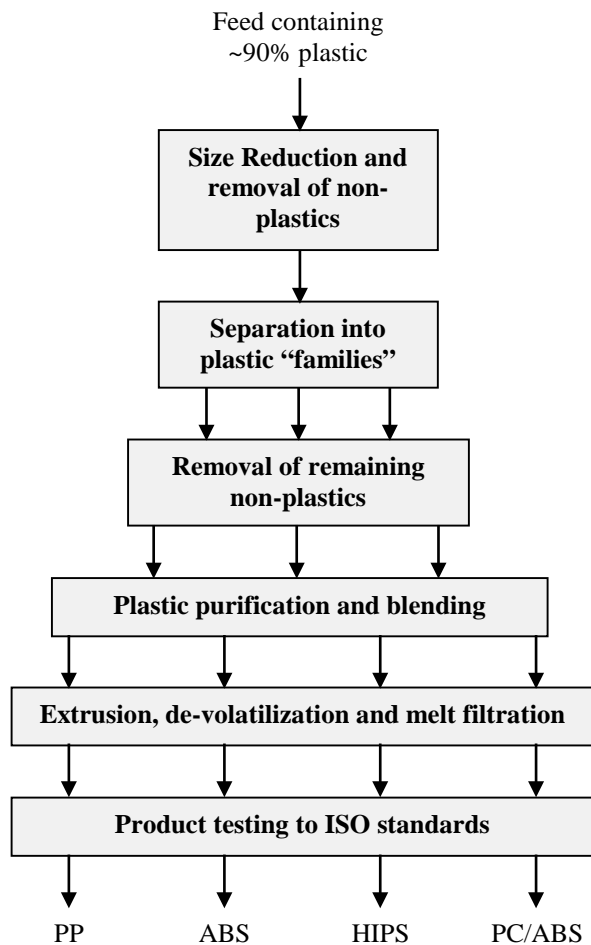 Feed containing
~90% plastic
Size Reduction and
removal of non-
plastics
Separation into
plastic “families”
Removal of remaining
non-plastics
Plastic purification and blending
Extrusion, de-volatilization and melt filtration
Product testing to ISO standards
PP ABS HIPS PC/ABS